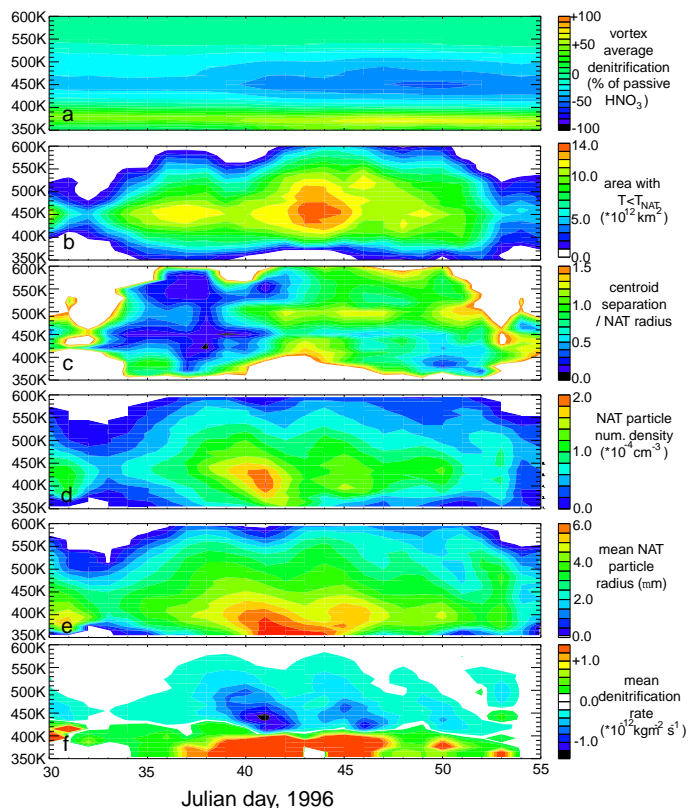 600K
550K
500K
450K
400K
350K
a
+100
+50
0
-50
-100
vortex
average
denitrification
(% of passive
HNO3)
600K
550K
500K
450K
400K
350K
b
14.0
10.0
5.0
1.0
0.0
area with
T<TNAT
(*10^12 km^2)
600K
550K
500K
450K
400K
350K
c
1.5
1.0
0.5
0.0
centroid
separation
/ NAT radius
600K
550K
500K
450K
400K
350K
d
2.0
1.0
0.0
NAT particle
num. density
(*10^-4 cm^-3)
600K
550K
500K
450K
400K
350K
e
6.0
4.0
2.0
0.0
mean NAT
particle
radius (mm)
600K
550K
500K
450K
400K
350K
f
+1.0
0.0
0.0
-1.0
mean
denitrification
rate
(*10^12 kgm^2 s^-1)
30 35 40 45 50 55
Julian day, 1996